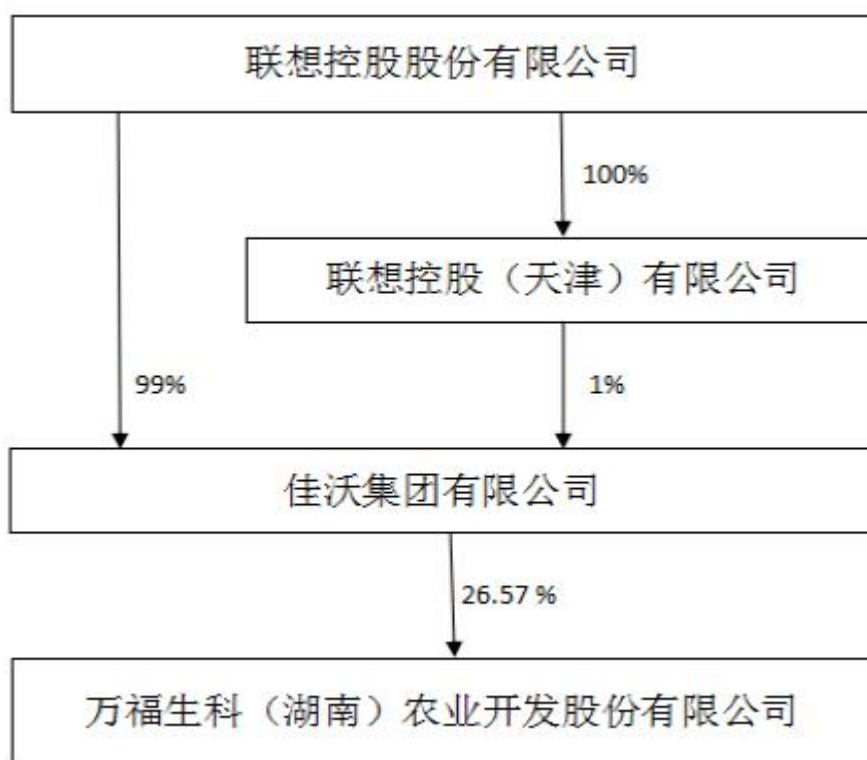 联想控股股份有限公司
100%
联想控股（天津）有限公司
99%
1%
佳沃集团有限公司
26.57 %
万福生科（湖南）农业开发股份有限公司